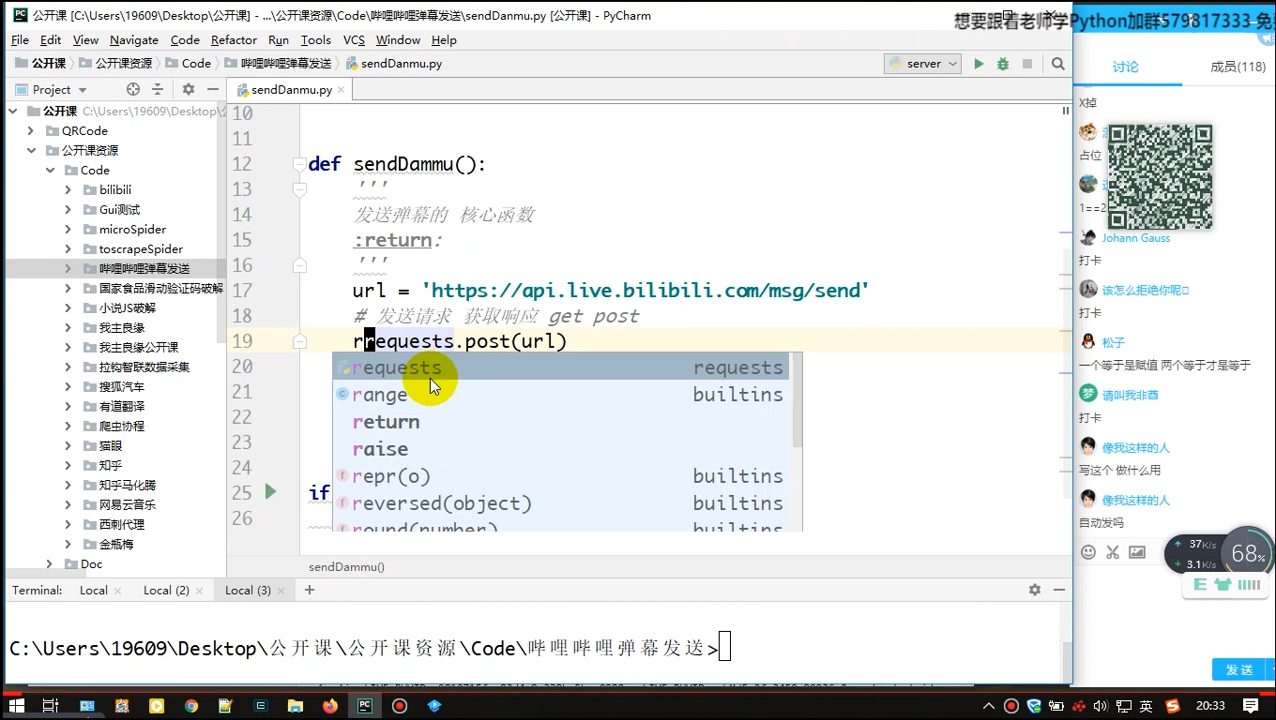 公开课 [C:\Users\19609\Desktop\公开课] - ...\公开课资源\Code\哔哩哔哩弹幕发送\sendDanmu.py [公开课] - PyCharm
想要跟着老师学Python加群579817333 免
File Edit View Navigate Code Refactor Run Tools VCS Window Help
公开课 公开课资源 Code 哔哩哔哩弹幕发送 sendDanmu.py
server
讨论 成员(118)
Project
sendDanmu.py
公开课 C:\Users\19609\Desktop\
QRCode
公开课资源
Code
bilibili
Gui测试
microSpider
toscrapeSpider
哔哩哔哩弹幕发送
国家食品滑动验证码破解
小说JS破解
我主良缘
我主良缘公开课
拉构智联数据采集
搜狐汽车
有道翻译
爬虫协程
猫眼
知乎
知乎马化腾
网易云音乐
西刺代理
金瓶梅
Doc
10
11
12 def sendDammu():
13 '''
14 发送弹幕的 核心函数
15 :return:
16 '''
17 url = 'https://api.live.bilibili.com/msg/send'
18 # 发送请求 获取响应 get post
19 rrequests.post(url)
20
21
22
23
24
25 if
26
requests requests
range builtins
return
raise
repr(o) builtins
reversed(object) builtins
round(number) builtins
sendDammu()
X掉
占位
1==2
Johann Gauss
打卡
该怎么拒绝你呢
打卡
松子
一个等于是赋值 两个等于才是等于
请叫我非酋
打卡
像我这样的人
写这个 做什么用
像我这样的人
自动发吗
37K/s
3.1K/s
68%
E
发送
Terminal: Local Local (2) Local (3)
C:\Users\19609\Desktop\公开课\公开课资源\Code\哔哩哔哩弹幕发送>
英
20:33